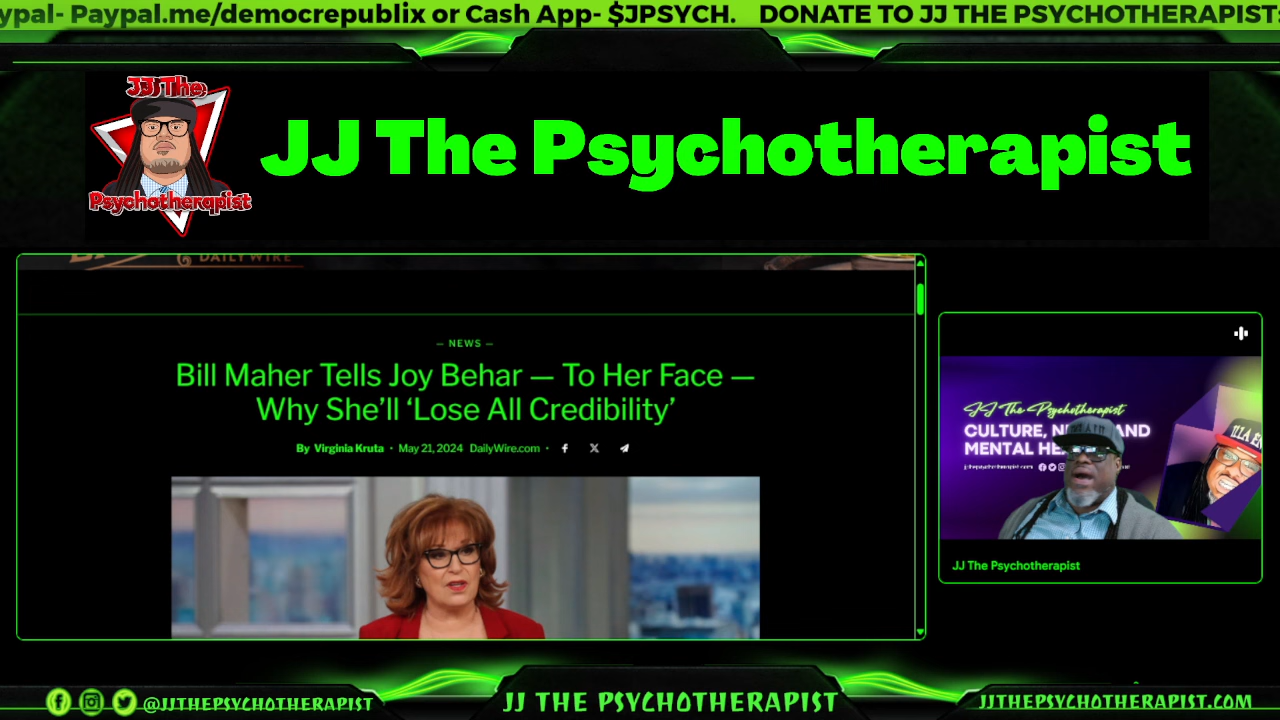 ypal- Paypal.me/democrepublix or Cash App- $JPSYCH. DONATE TO JJ THE PSYCHOTHERAPIST
JJ The
Psychotherapist
JJ The Psychotherapist
DAILY WIRE
— NEWS —
Bill Maher Tells Joy Behar — To Her Face —
Why She'll 'Lose All Credibility'
By Virginia Kruta · May 21, 2024 DailyWire.com ·
JJ The Psychotherapist
CULTURE, AND
MENTAL
JJ The Psychotherapist
@JJTHEPSYCHOTHERAPIST
JJ THE PSYCHOTHERAPIST
JJTHEPSYCHOTHERAPIST.COM